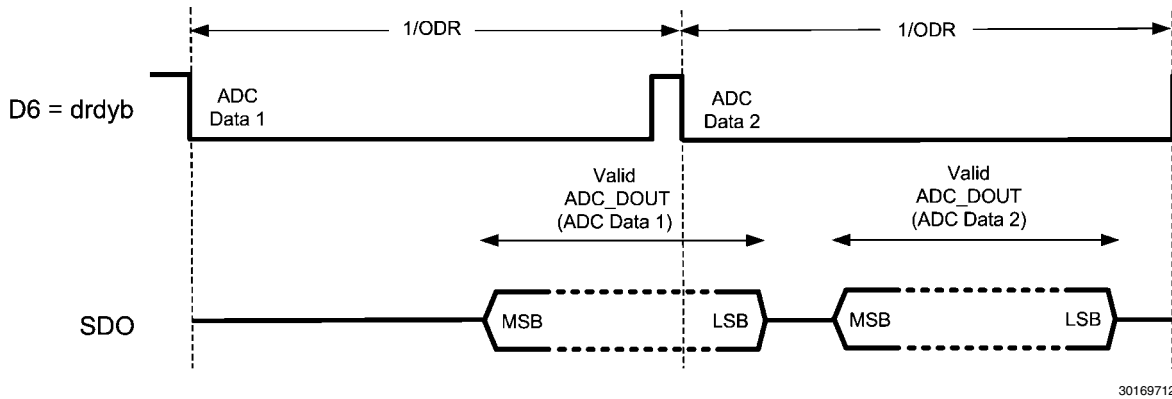 1/ODR
1/ODR
D6 = drdyb
ADC
Data 1
ADC
Data 2
Valid
ADC_DOUT
(ADC Data 1)
Valid
ADC_DOUT
(ADC Data 2)
SDO
MSB
LSB
MSB
LSB
30169712